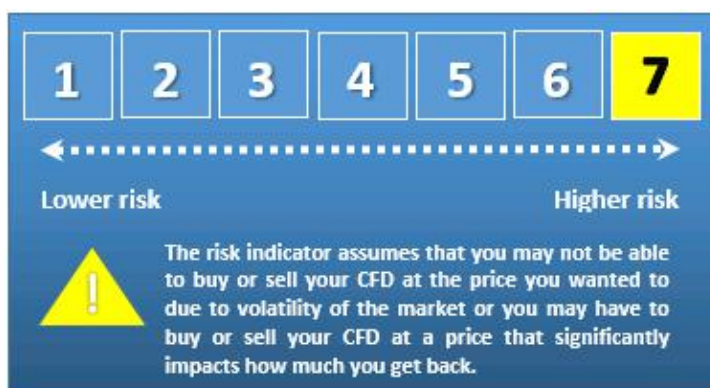 1 2 3 4 5 6 7
Lower risk Higher risk
!
The risk indicator assumes that you may not be able
to buy or sell your CFD at the price you wanted to
due to volatility of the market or you may have to
buy or sell your CFD at a price that significantly
impacts how much you get back.